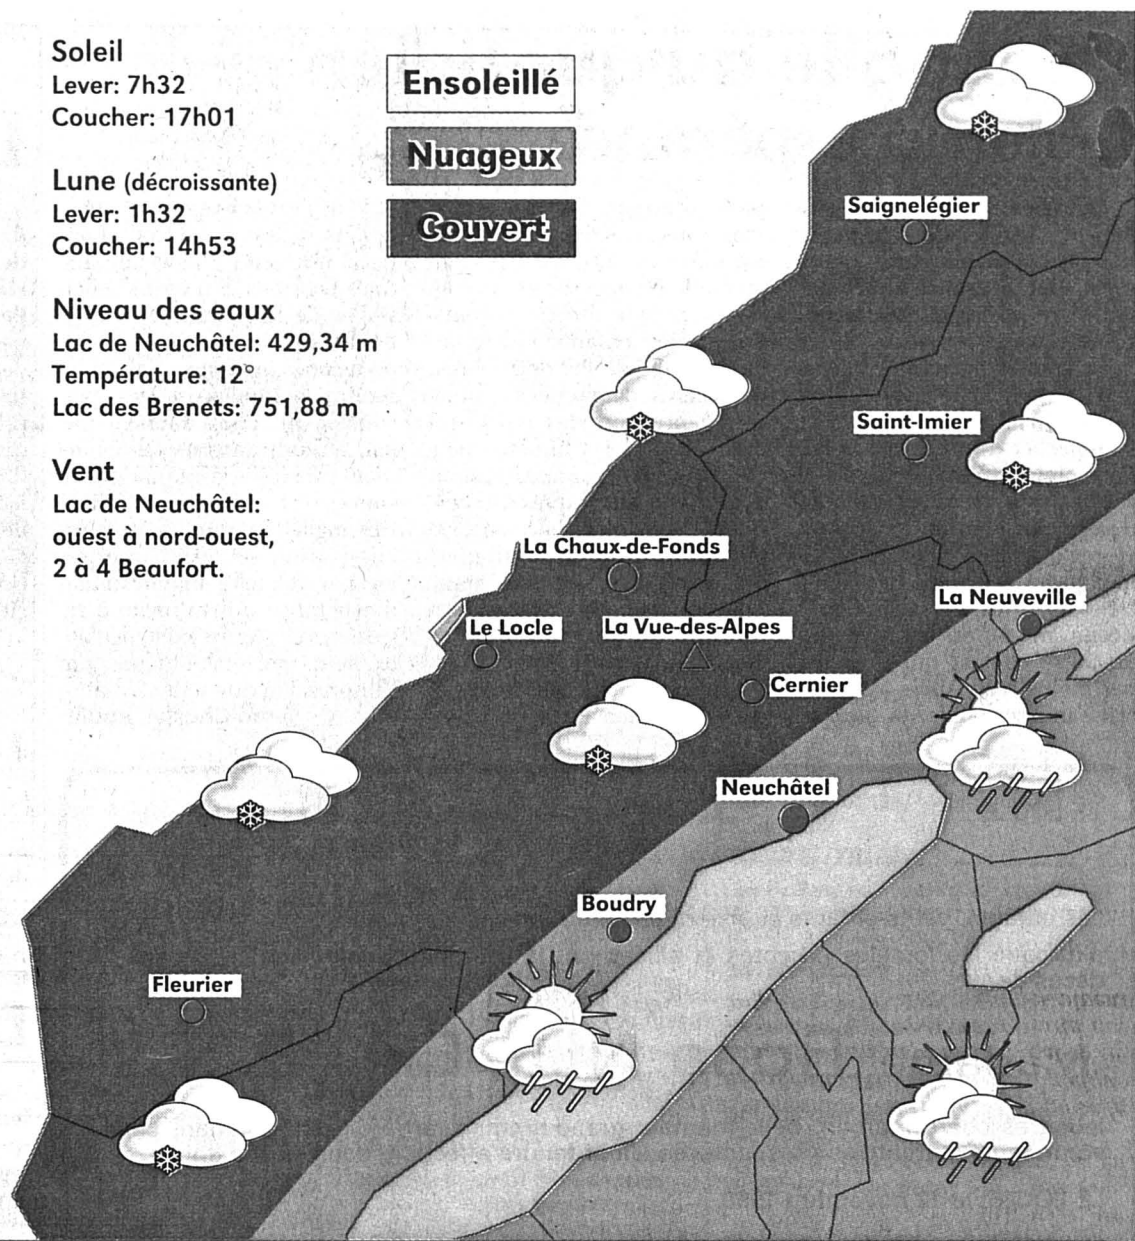 Soleil
Lever: 7h32
Coucher: 17h01
Lune (décroissante)
Lever: 1h32
Coucher: 14h53
Niveau des eaux
Lac de Neuchâtel: 429,34 m
Température: 12°
Lac des Brenets: 751,88 m
Vent
Lac de Neuchâtel:
ouest à nord-ouest,
2 à 4 Beaufort.
Ensoleillé
Nuageux
Couvert
Saignelégier
Saint-Imier
La Chaux-de-Fonds
La Neuveville
Le Locle
La Vue-des-Alpes
Cernier
Neuchâtel
Boudry
Fleurier